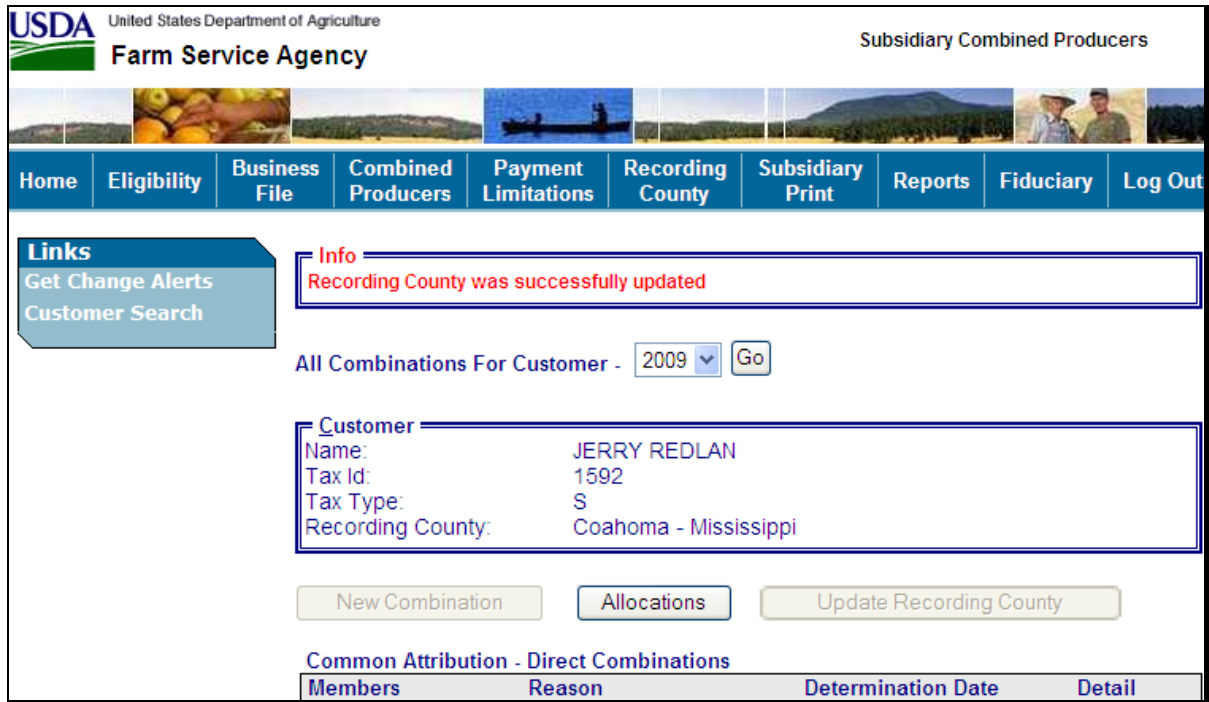 USDA United States Department of Agriculture
Farm Service Agency
Subsidiary Combined Producers
Home Eligibility Business File Combined Producers Payment Limitations Recording County Subsidiary Print Reports Fiduciary Log Out
Links
Get Change Alerts
Customer Search
Info
Recording County was successfully updated
All Combinations For Customer - 2009 Go
Customer
Name: JERRY REDLAN
Tax Id: 1592
Tax Type: S
Recording County: Coahoma - Mississippi
New Combination Allocations Update Recording County
Common Attribution - Direct Combinations
Members Reason Determination Date Detail